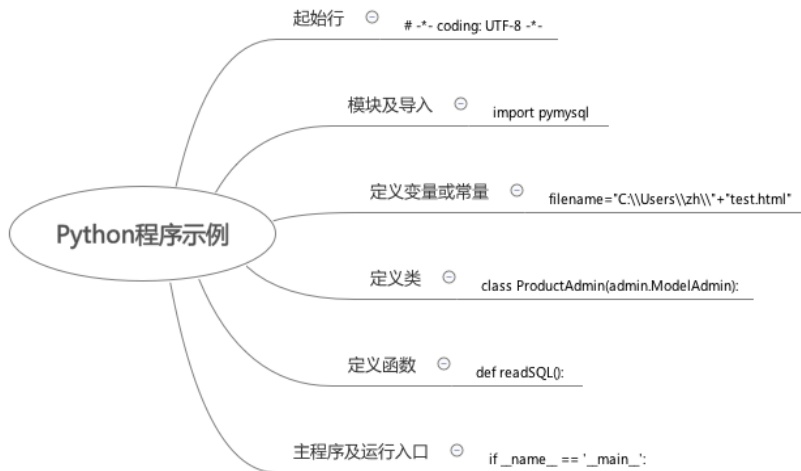 起始行
# -*- coding: UTF-8 -*-
模块及导入
import pymysql
定义变量或常量
filename="C:\\Users\\zh\\"+"test.html"
Python程序示例
定义类
class ProductAdmin(admin.ModelAdmin):
定义函数
def readSQL():
主程序及运行入口
if __name__ == '__main__':